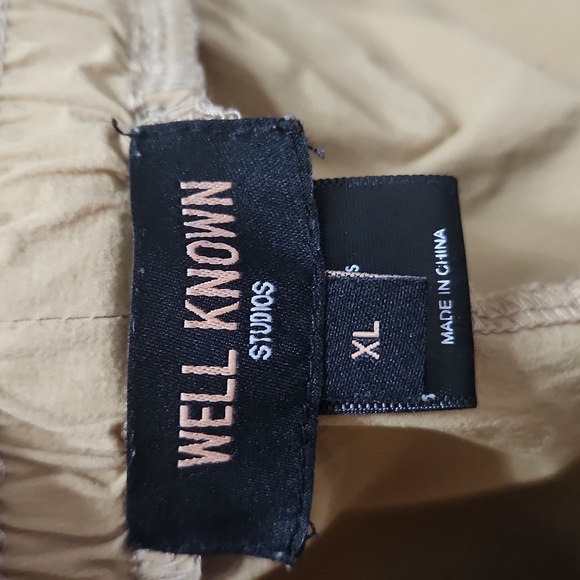 WELL KNOWN
STUDIOS
XL
MADE IN CHINA